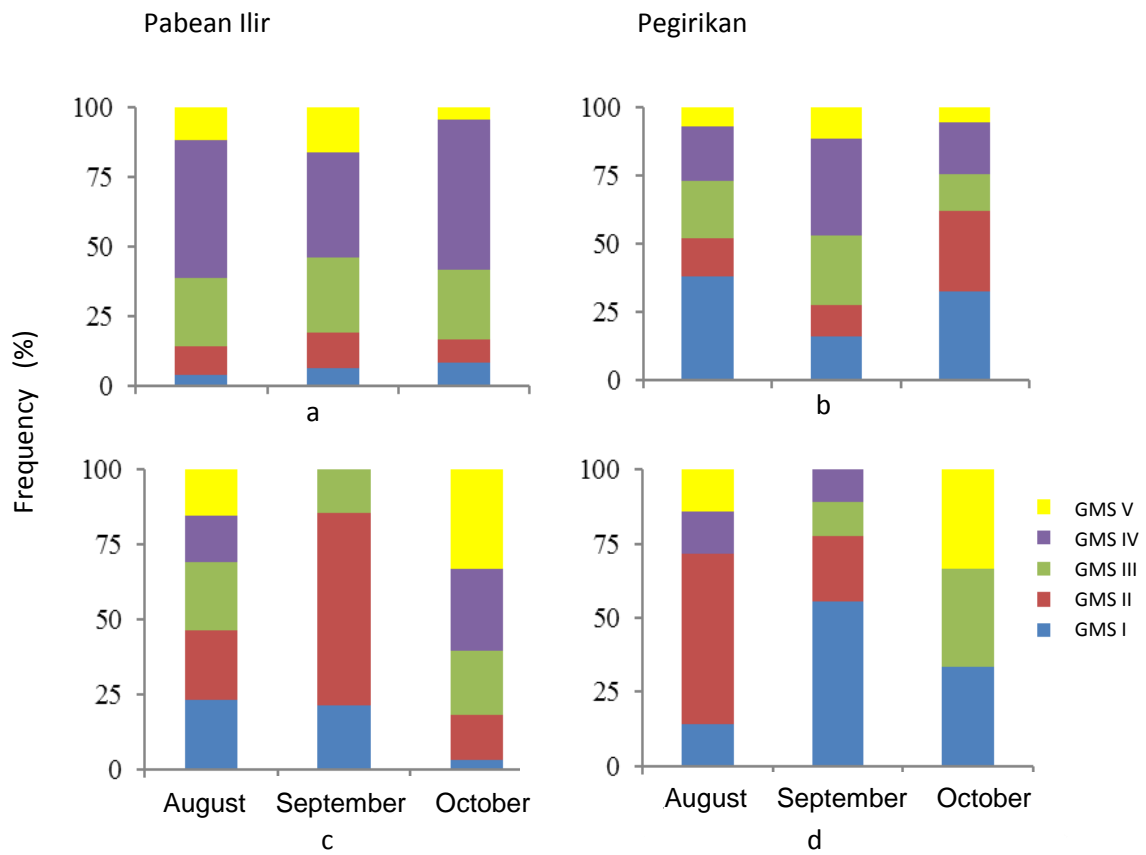 Pabean Ilir
Pegirikan
Frequency (%)
100
75
50
25
0
a
100
75
50
25
0
b
100
75
50
25
0
August September October
c
100
75
50
25
0
August September October
d
GMS V
GMS IV
GMS III
GMS II
GMS I